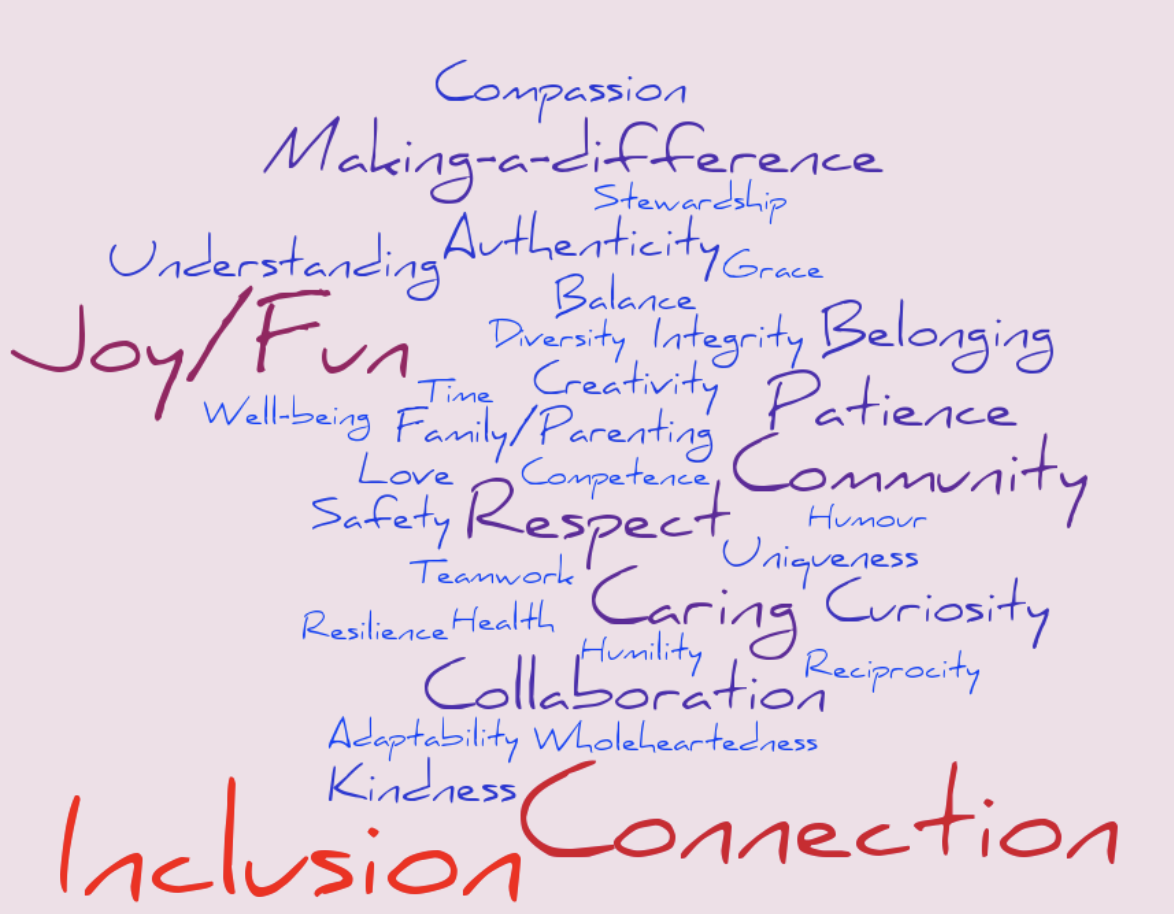 Compassion
Making-a-difference
Stewardship
Understanding Authenticity Grace
Balance
Joy/Fun Diversity Integrity Belonging
Time Creativity Patience
Well-being Family/Parenting
Love Competence Community
Safety Respect Humour
Uniqueness
Teamwork
Caring Curiosity
Resilience Health
Humility Reciprocity
Collaboration
Adaptability Wholeheartedness
Kindness
Inclusion Connection